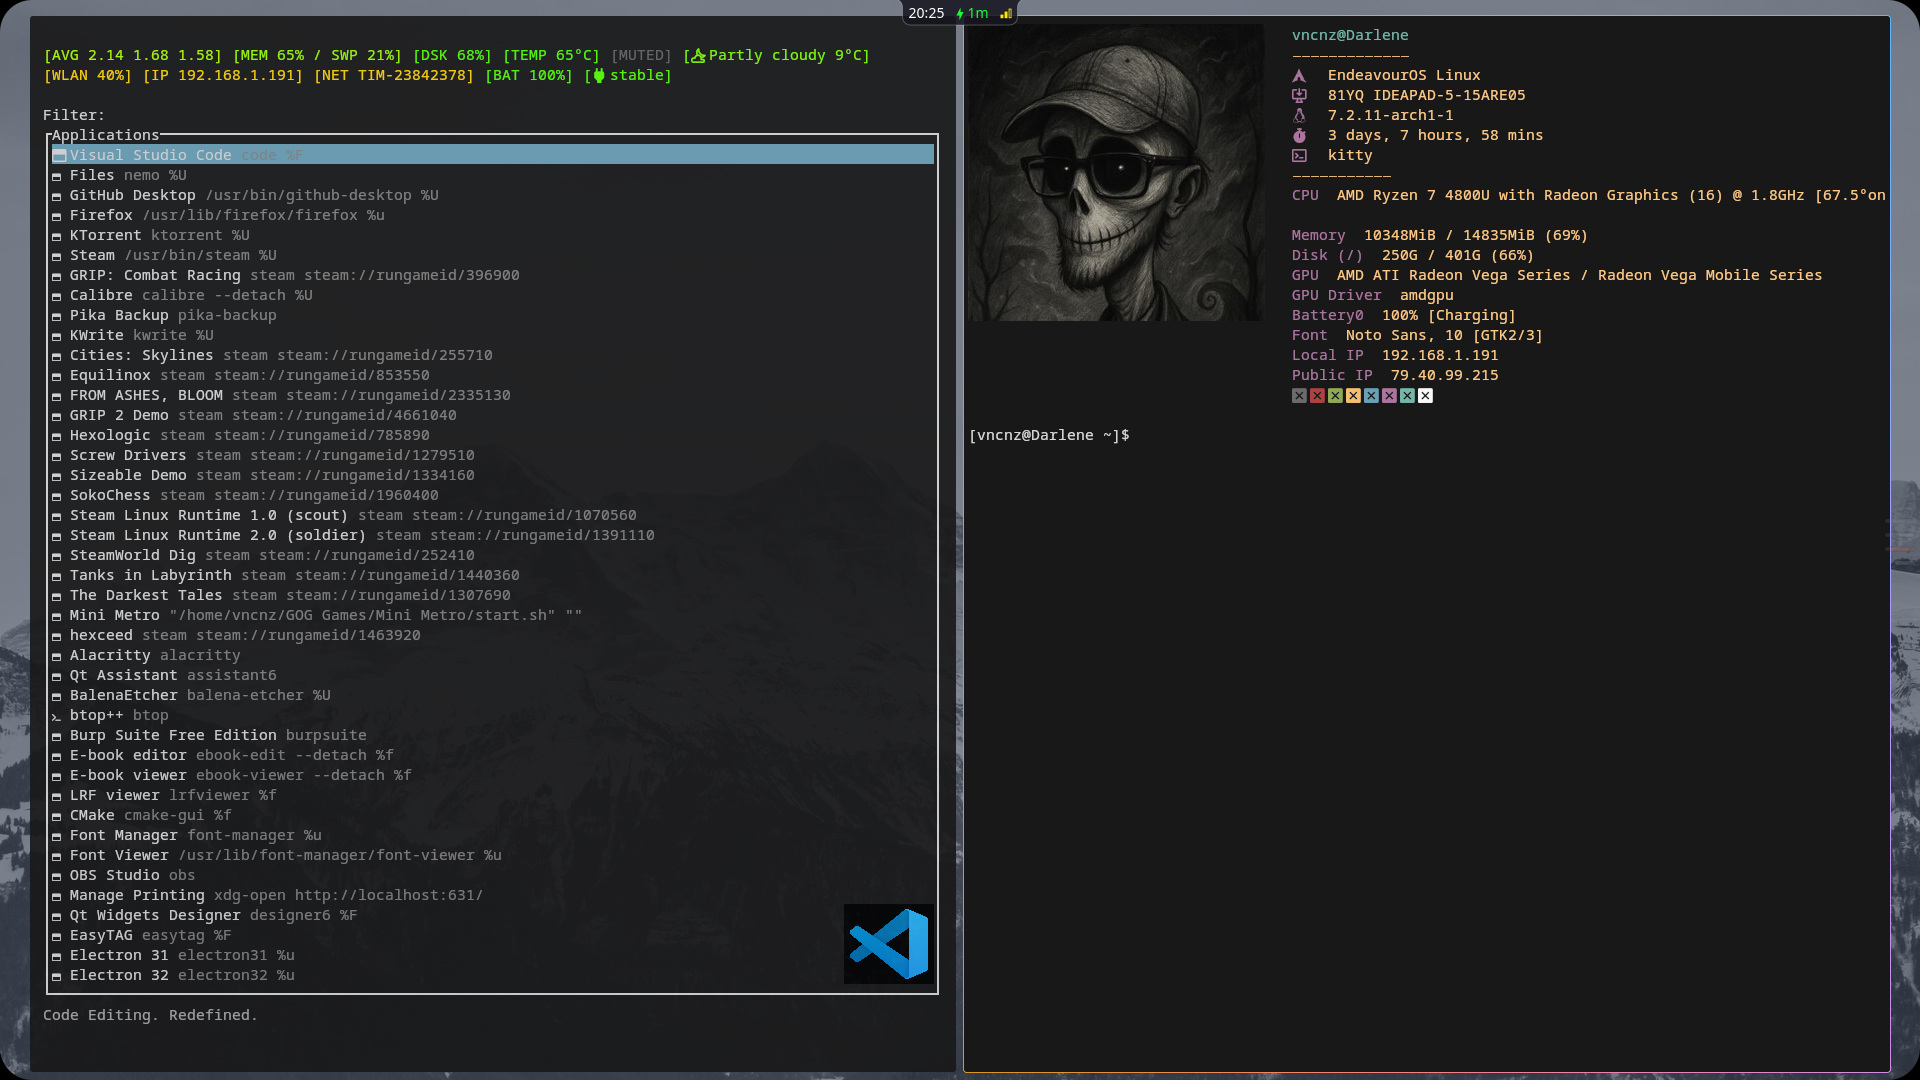 20:25 1m
[AVG 2.14 1.68 1.58] [MEM 65% / SWP 21%] [DSK 68%] [TEMP 65°C] [MUTED] [Partly cloudy 9°C]
[WLAN 40%] [IP 192.168.1.191] [NET TIM-23842378] [BAT 100%] [stable]
Filter:
Applications
Visual Studio Code code %F
Files nemo %U
GitHub Desktop /usr/bin/github-desktop %U
Firefox /usr/lib/firefox/firefox %u
KTorrent ktorrent %U
Steam /usr/bin/steam %U
GRIP: Combat Racing steam steam://rungameid/396900
Calibre calibre --detach %U
Pika Backup pika-backup
KWrite kwrite %U
Cities: Skylines steam steam://rungameid/255710
Equilinox steam steam://rungameid/853550
FROM ASHES, BLOOM steam steam://rungameid/2335130
GRIP 2 Demo steam steam://rungameid/4661040
Hexologic steam steam://rungameid/785890
Screw Drivers steam steam://rungameid/1279510
Sizeable Demo steam steam://rungameid/1334160
SokoChess steam steam://rungameid/1960400
Steam Linux Runtime 1.0 (scout) steam steam://rungameid/1070560
Steam Linux Runtime 2.0 (soldier) steam steam://rungameid/1391110
SteamWorld Dig steam steam://rungameid/252410
Tanks in Labyrinth steam steam://rungameid/1440360
The Darkest Tales steam steam://rungameid/1307690
Mini Metro "/home/vncnz/GOG Games/Mini Metro/start.sh" ""
hexceed steam steam://rungameid/1463920
Alacritty alacritty
Qt Assistant assistant6
BalenaEtcher balena-etcher %U
btop++ btop
Burp Suite Free Edition burpsuite
E-book editor ebook-edit --detach %f
E-book viewer ebook-viewer --detach %f
LRF viewer lrfviewer %f
CMake cmake-gui %f
Font Manager font-manager %u
Font Viewer /usr/lib/font-manager/font-viewer %u
OBS Studio obs
Manage Printing xdg-open http://localhost:631/
Qt Widgets Designer designer6 %F
EasyTAG easytag %F
Electron 31 electron31 %u
Electron 32 electron32 %u
Code Editing. Redefined.
vncnz@Darlene
—————————————
EndeavourOS Linux
81YQ IDEAPAD-5-15ARE05
7.2.11-arch1-1
3 days, 7 hours, 58 mins
kitty
———————————
CPU AMD Ryzen 7 4800U with Radeon Graphics (16) @ 1.8GHz [67.5°on
Memory 10348MiB / 14835MiB (69%)
Disk (/) 250G / 401G (66%)
GPU AMD ATI Radeon Vega Series / Radeon Vega Mobile Series
GPU Driver amdgpu
Battery0 100% [Charging]
Font Noto Sans, 10 [GTK2/3]
Local IP 192.168.1.191
Public IP 79.40.99.215
[vncnz@Darlene ~]$